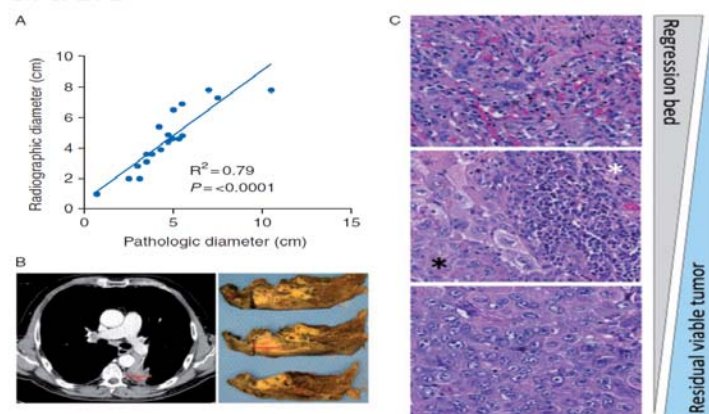 A
10
8
6
4
2
0
0
5
10
15
Radiographic diameter (cm)
Pathologic diameter (cm)
R²=0.79
P=<0.0001
B
C
*
*
Regression bed
Residual viable tumor